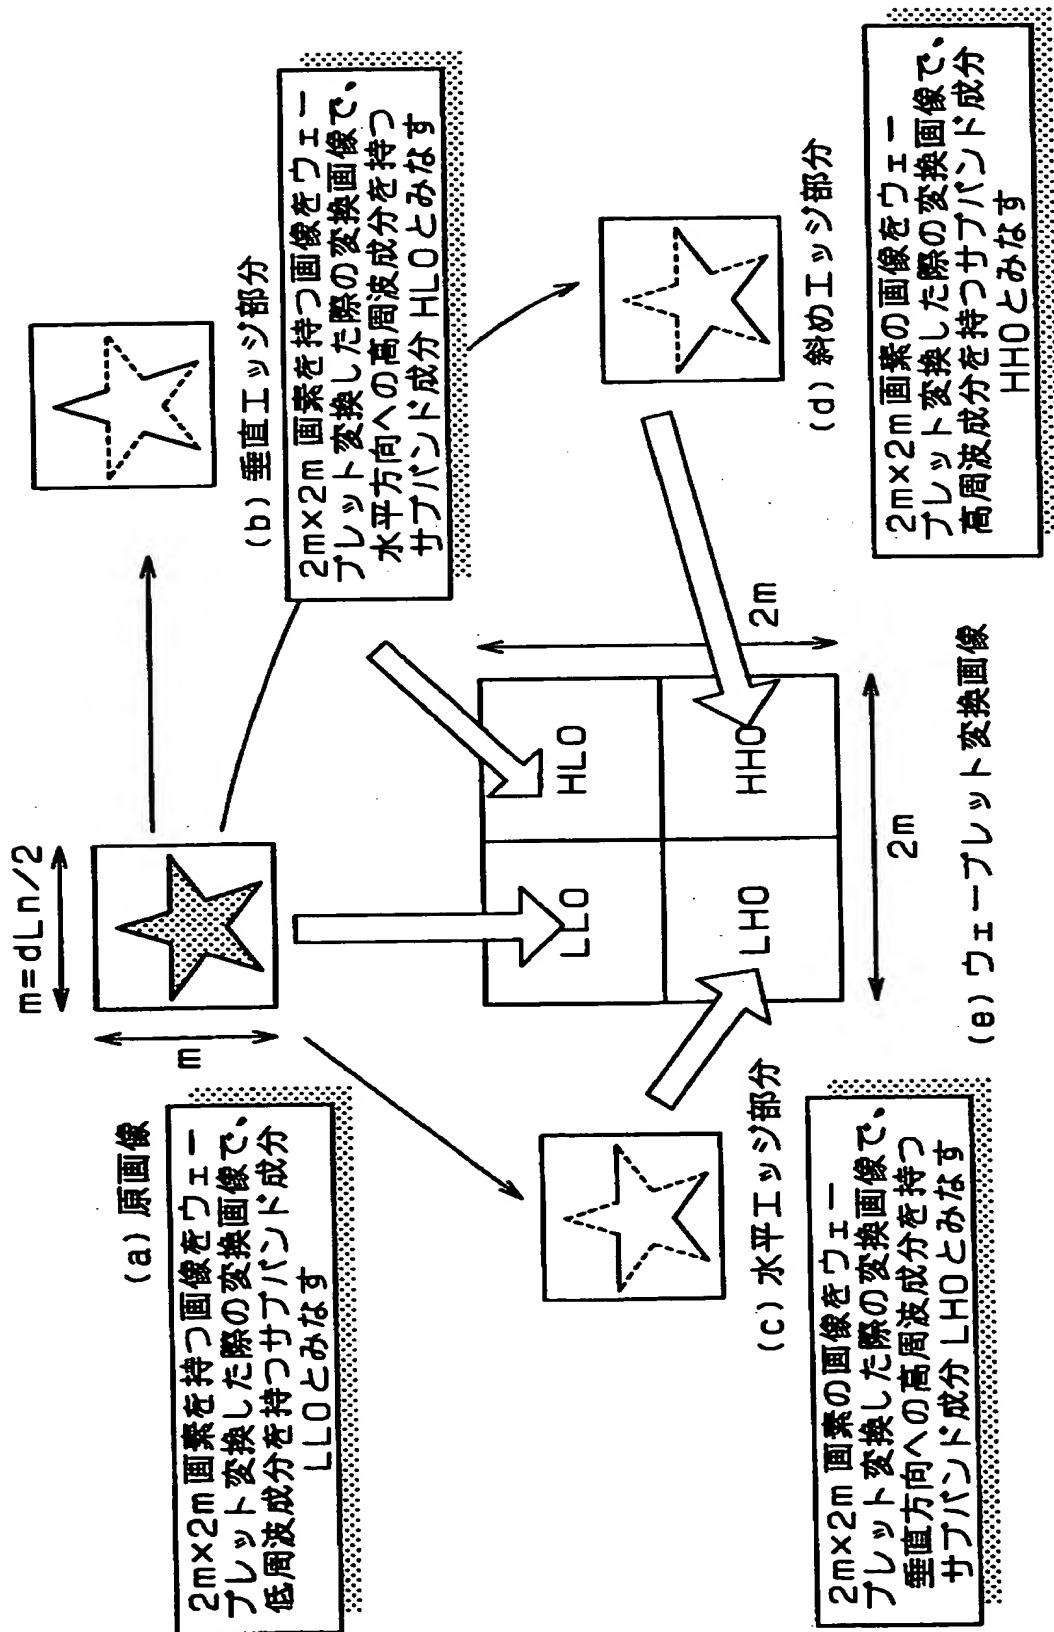 (a) 原画像
2m×2m 画素を持つ画像をウェー
ブレット変換した際の変換画像で、
低周波成分を持つサブバンド成分
LL0とみなす
m=dLn/2
m
(b) 垂直エッジ部分
2m×2m 画素を持つ画像をウェー
ブレット変換した際の変換画像で、
水平方向への高周波成分を持つ
サブバンド成分 HL0とみなす
(c) 水平エッジ部分
2m×2m 画素の画像をウェー
ブレット変換した際の変換画像で、
垂直方向への高周波成分を持つ
サブバンド成分 LH0とみなす
LL0
HL0
LH0
HH0
2m
2m
(d) 斜めエッジ部分
2m×2m 画素の画像をウェー
ブレット変換した際の変換画像で、
高周波成分を持つサブバンド成分
HH0とみなす
(e) ウェーブレット変換画像